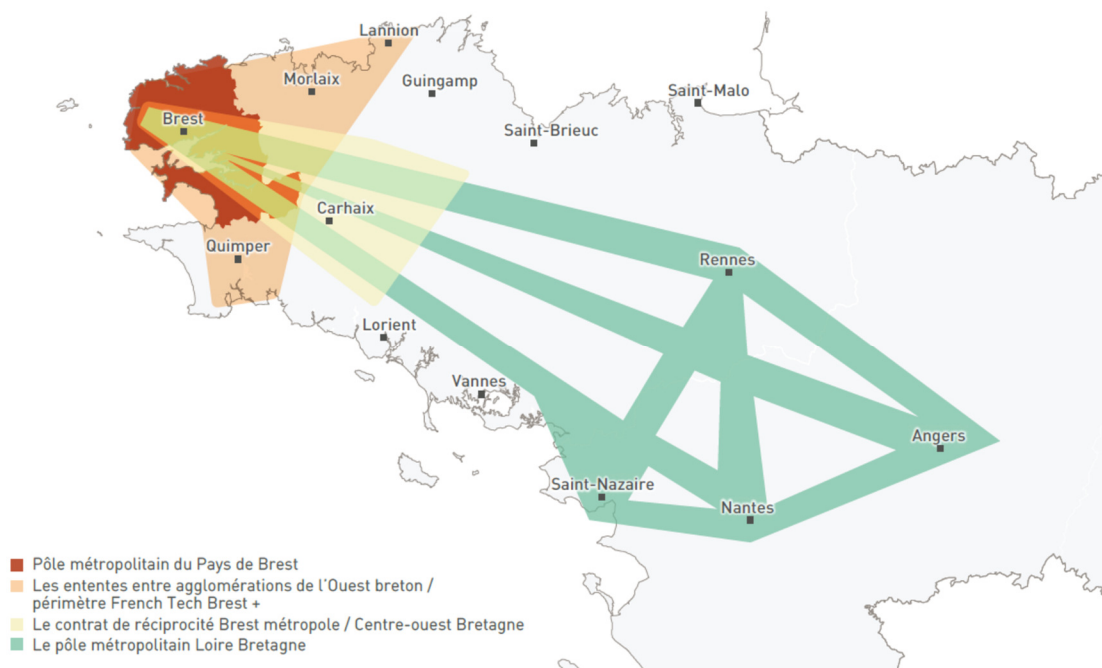 Lannion
Morlaix
Guingamp
Saint-Malo
Brest
Saint-Brieuc
Carhaix
Quimper
Rennes
Lorient
Vannes
Angers
Saint-Nazaire
Nantes
Pôle métropolitain du Pays de Brest
Les ententes entre agglomérations de l'Ouest breton /
périmètre French Tech Brest +
Le contrat de réciprocité Brest métropole / Centre-ouest Bretagne
Le pôle métropolitain Loire Bretagne